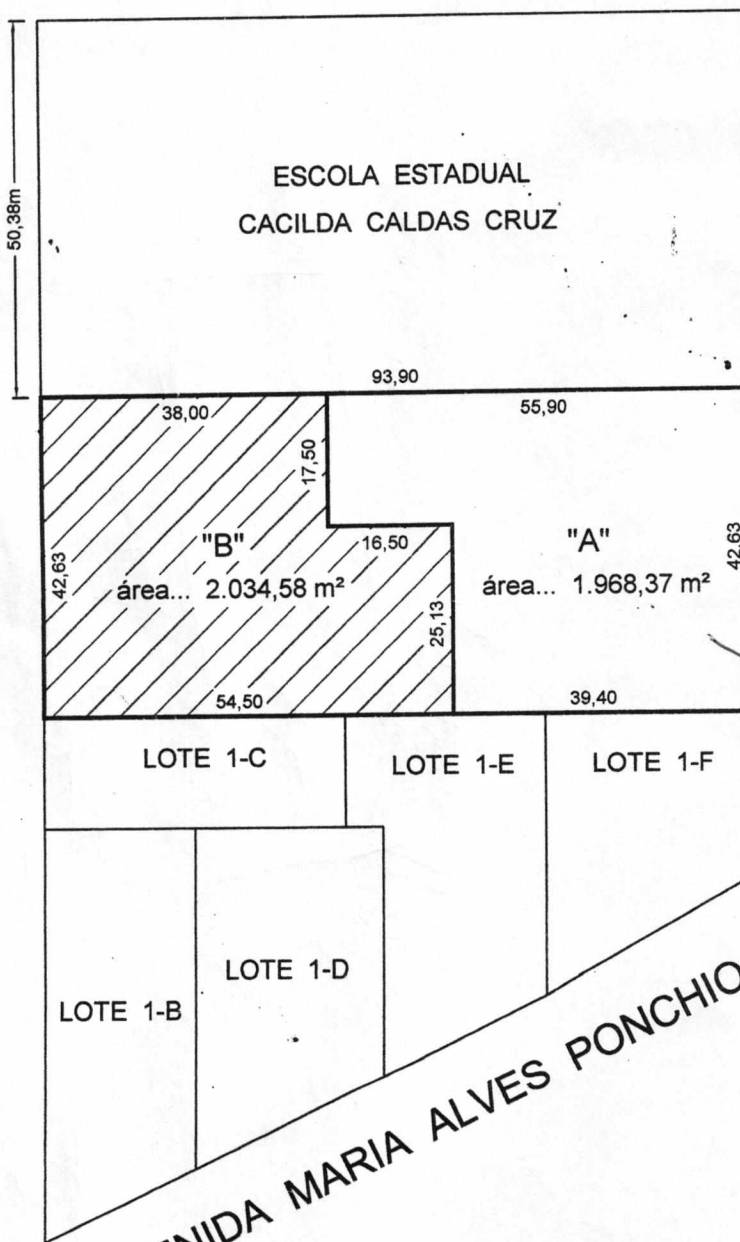 50,38m
ESCOLA ESTADUAL
CACILDA CALDAS CRUZ
93,90
38,00
55,90
17,50
16,50
"B"
área... 2.034,58 m²
"A"
área... 1.968,37 m²
42,63
42,63
25,13
54,50
39,40
LOTE 1-C
LOTE 1-E
LOTE 1-F
LOTE 1-D
LOTE 1-B
MARIA ALVES PONCHIO